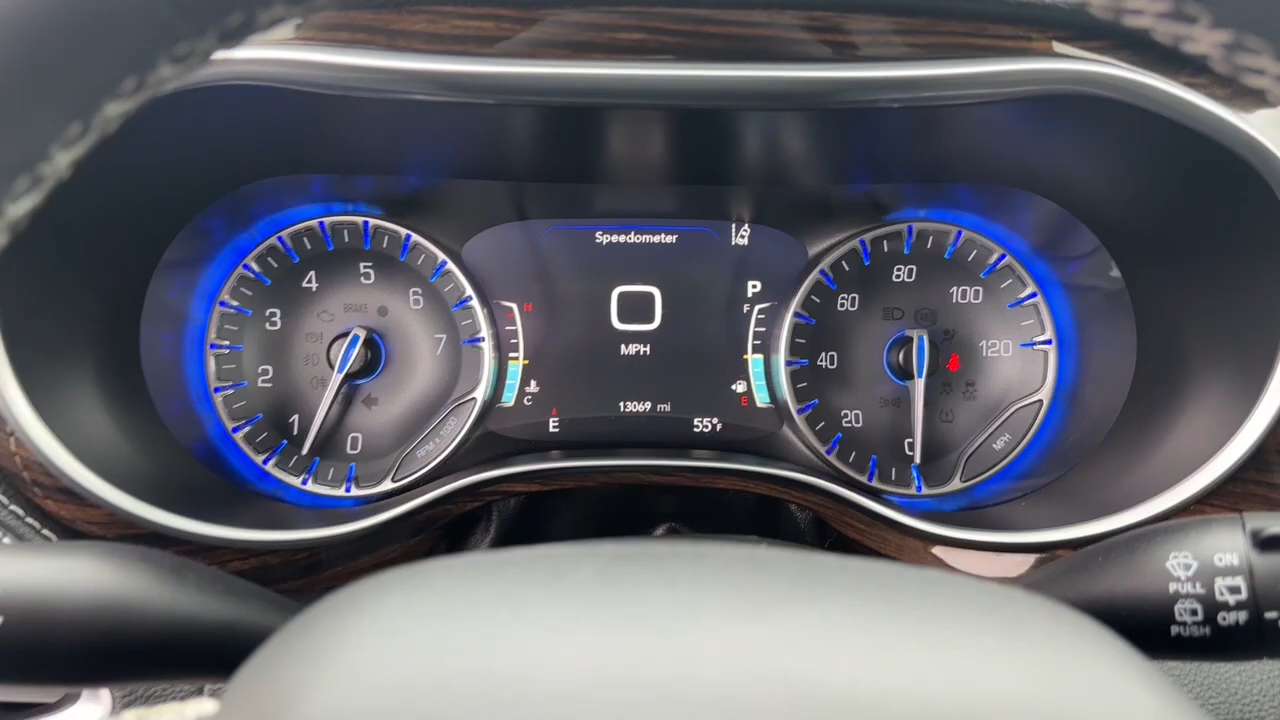 Speedometer
0
MPH
13069 mi
E
55°F
P
F
E
H
C
0
1
2
3
4
5
6
7
RPM x 1000
BRAKE
0
20
40
60
80
100
120
MPH
PULL
PUSH
ON
OFF